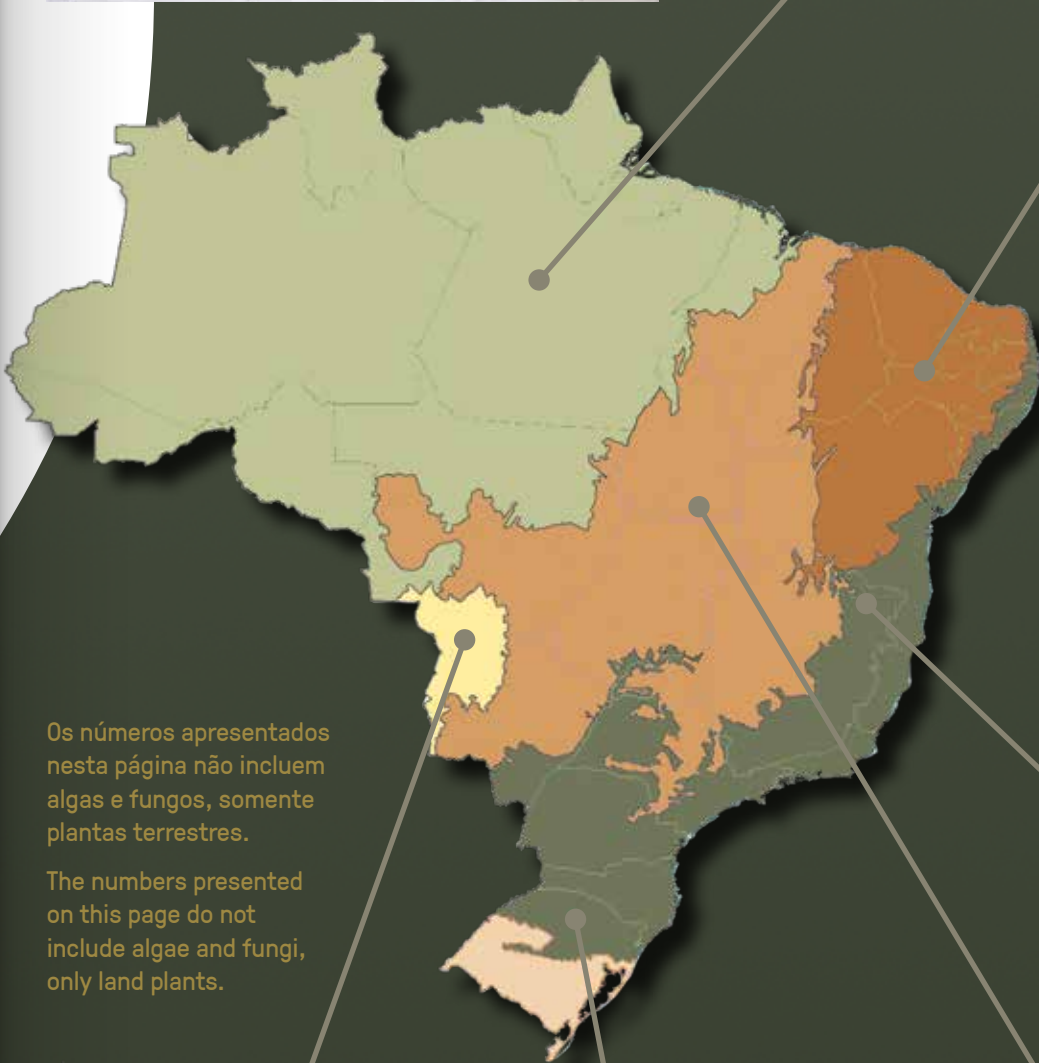 Os números apresentados
nesta página não incluem
algas e fungos, somente
plantas terrestres.
The numbers presented
on this page do not
include algae and fungi,
only land plants.